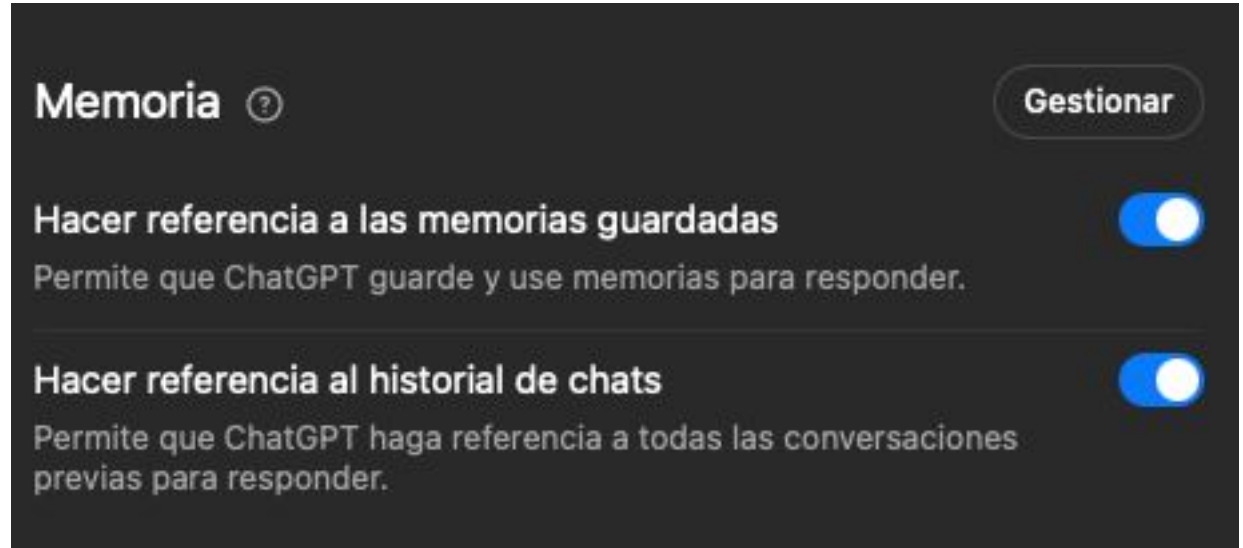 Memoria ?
Gestionar
Hacer referencia a las memorias guardadas
Permite que ChatGPT guarde y use memorias para responder.
Hacer referencia al historial de chats
Permite que ChatGPT haga referencia a todas las conversaciones
previas para responder.